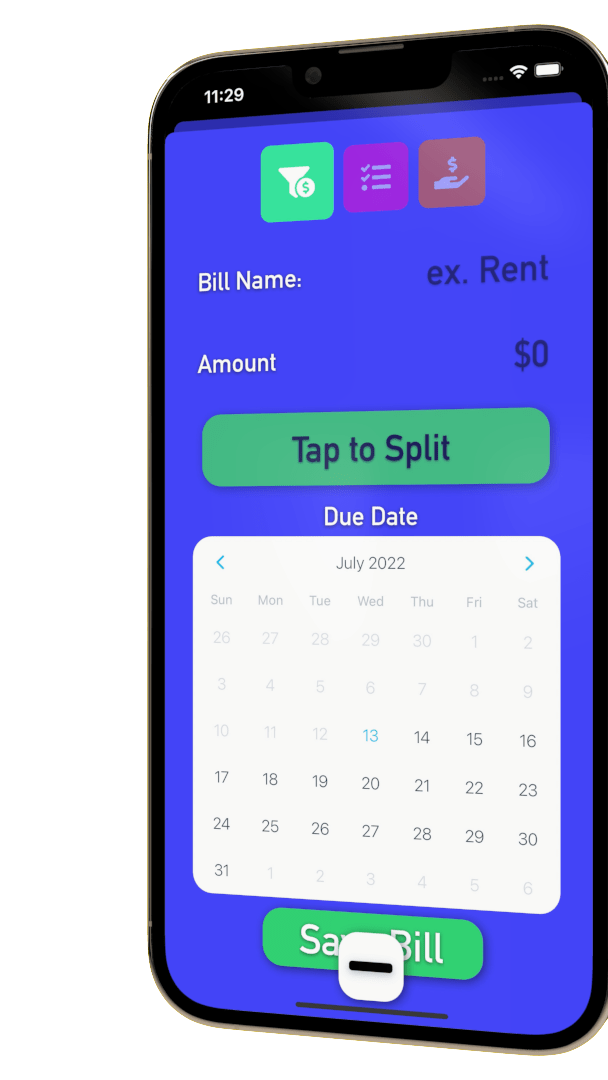 11:29
$
$
Bill Name: ex. Rent
Amount $0
Tap to Split
Due Date
July 2022
Sun Mon Tue Wed Thu Fri Sat
26 27 28 29 30 1 2
3 4 5 6 7 8 9
10 11 12 13 14 15 16
17 18 19 20 21 22 23
24 25 26 27 28 29 30
31 1 2 3 4 5 6
Save Bill